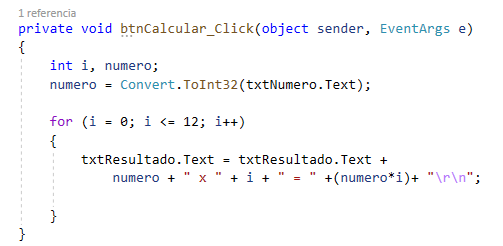 1 referencia
private void btnCalcular_Click(object sender, EventArgs e)
{
int i, numero;
numero = Convert.ToInt32(txtNumero.Text);
for (i = 0; i <= 12; i++)
{
txtResultado.Text = txtResultado.Text +
numero + " x " + i + " = " +(numero*i)+ "\r\n";
}
}